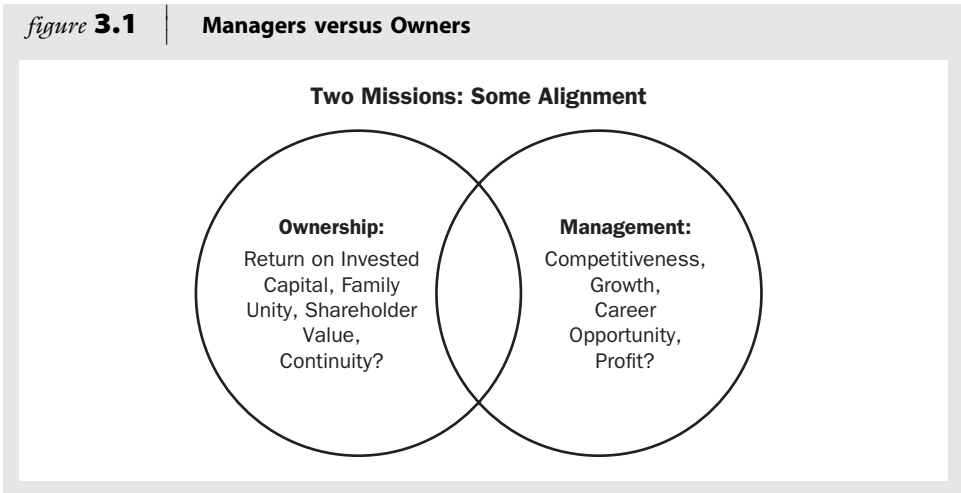 figure 3.1 Managers versus Owners
Two Missions: Some Alignment
Ownership:
Return on Invested
Capital, Family
Unity, Shareholder
Value,
Continuity?
Management:
Competitiveness,
Growth,
Career
Opportunity,
Profit?